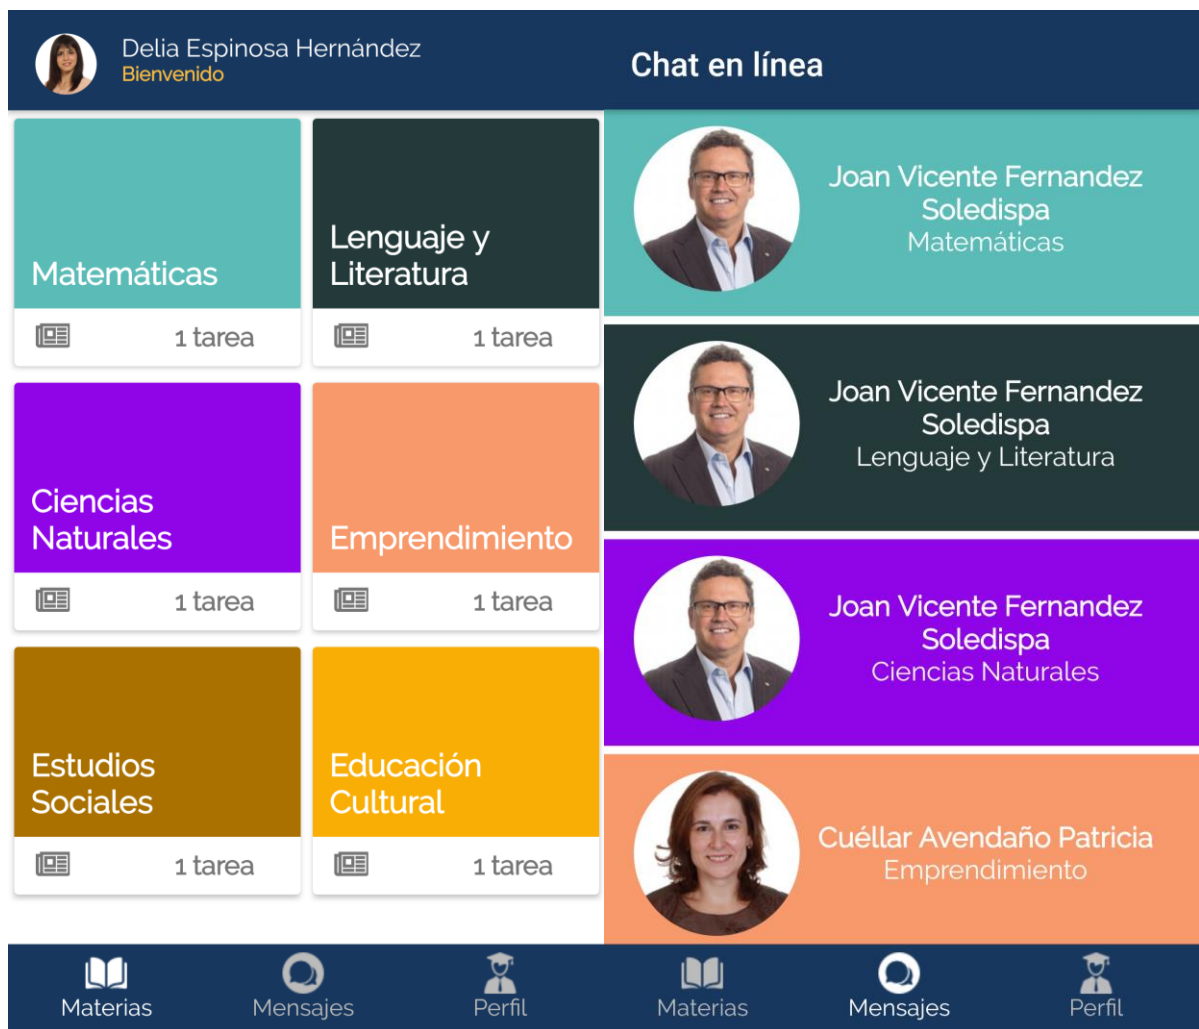 Delia Espinosa Hernández
Bienvenido
Matemáticas
1 tarea
Lenguaje y
Literatura
1 tarea
Ciencias
Naturales
1 tarea
Emprendimiento
1 tarea
Estudios
Sociales
1 tarea
Educación
Cultural
1 tarea
Materias
Mensajes
Perfil
Chat en línea
Joan Vicente Fernandez
Soledispa
Matemáticas
Joan Vicente Fernandez
Soledispa
Lenguaje y Literatura
Joan Vicente Fernandez
Soledispa
Ciencias Naturales
Cuéllar Avendaño Patricia
Emprendimiento
Materias
Mensajes
Perfil